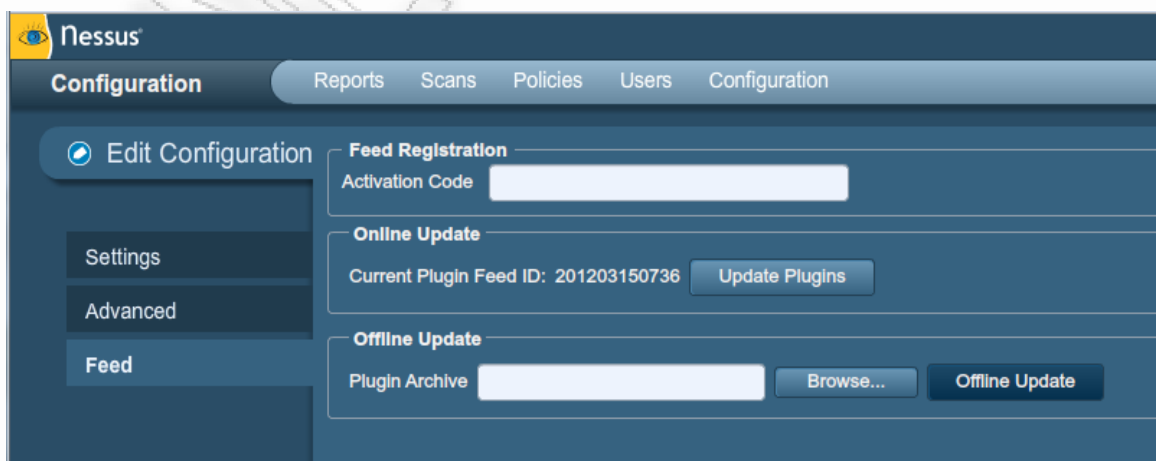 Nessus
Configuration
Reports Scans Policies Users Configuration
Edit Configuration
Settings
Advanced
Feed
Feed Registration
Activation Code
Online Update
Current Plugin Feed ID: 201203150736 Update Plugins
Offline Update
Plugin Archive Browse... Offline Update